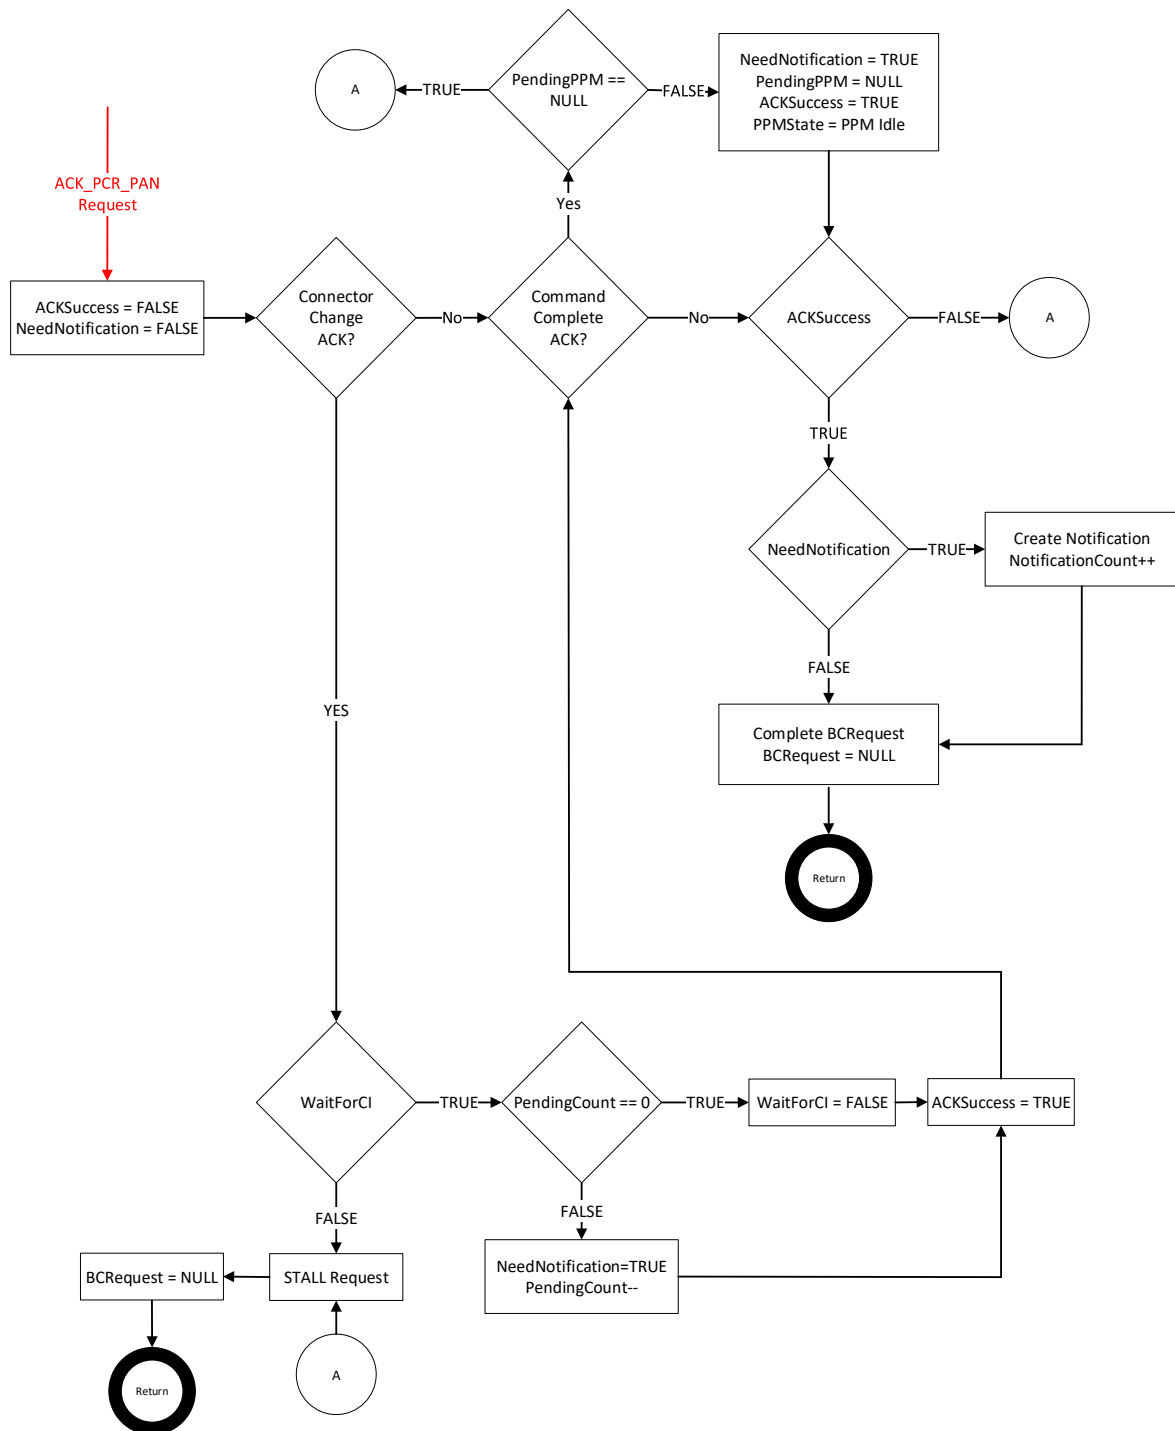 PendingPPM ==
NULL
A
TRUE
FALSE
NeedNotification = TRUE
PendingPPM = NULL
ACKSuccess = TRUE
PPMState = PPM Idle
ACK_PCR_PAN
Request
Yes
ACKSuccess = FALSE
NeedNotification = FALSE
Connector
Change
ACK?
No
Command
Complete
ACK?
No
ACKSuccess
FALSE
A
TRUE
NeedNotification
TRUE
Create Notification
NotificationCount++
FALSE
YES
Complete BCRequest
BCRequest = NULL
Return
WaitForCI
TRUE
PendingCount == 0
TRUE
WaitForCI = FALSE
ACKSuccess = TRUE
FALSE
FALSE
BCRequest = NULL
STALL Request
NeedNotification=TRUE
PendingCount--
Return
A